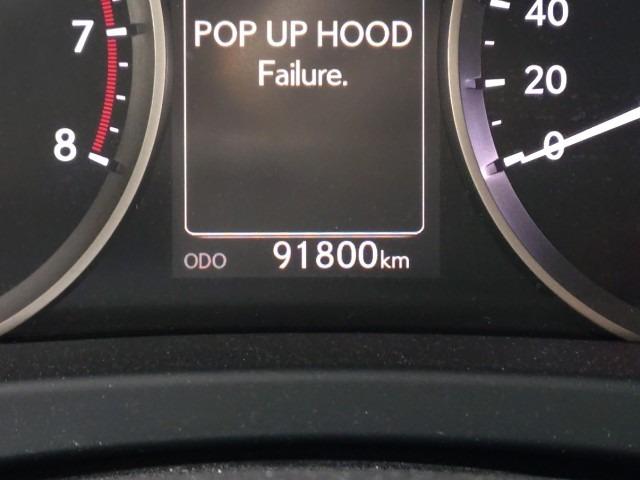 POP UP HOOD
Failure.
7
8
40
20
0
ODO 91800km